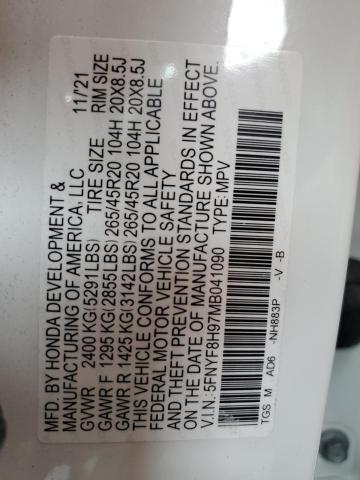 MFD. BY HONDA DEVELOPMENT &
MANUFACTURING OF AMERICA, LLC 11/21
GVWR 2400 KG(5291LBS) TIRE SIZE RIM SIZE
GAWR F 1295 KG(2856LBS) 265/45R20 104H 20X8.5J
GAWR R 1425 KG(3142LBS) 265/45R20 104H 20X8.5J
THIS VEHICLE CONFORMS TO ALL APPLICABLE
FEDERAL MOTOR VEHICLE SAFETY
AND THEFT PREVENTION STANDARDS IN EFFECT
ON THE DATE OF MANUFACTURE SHOWN ABOVE.
V.I.N.: 5FNYF8H97MB041090 TYPE: MPV
TGS M AD6 -NH883P -V -B